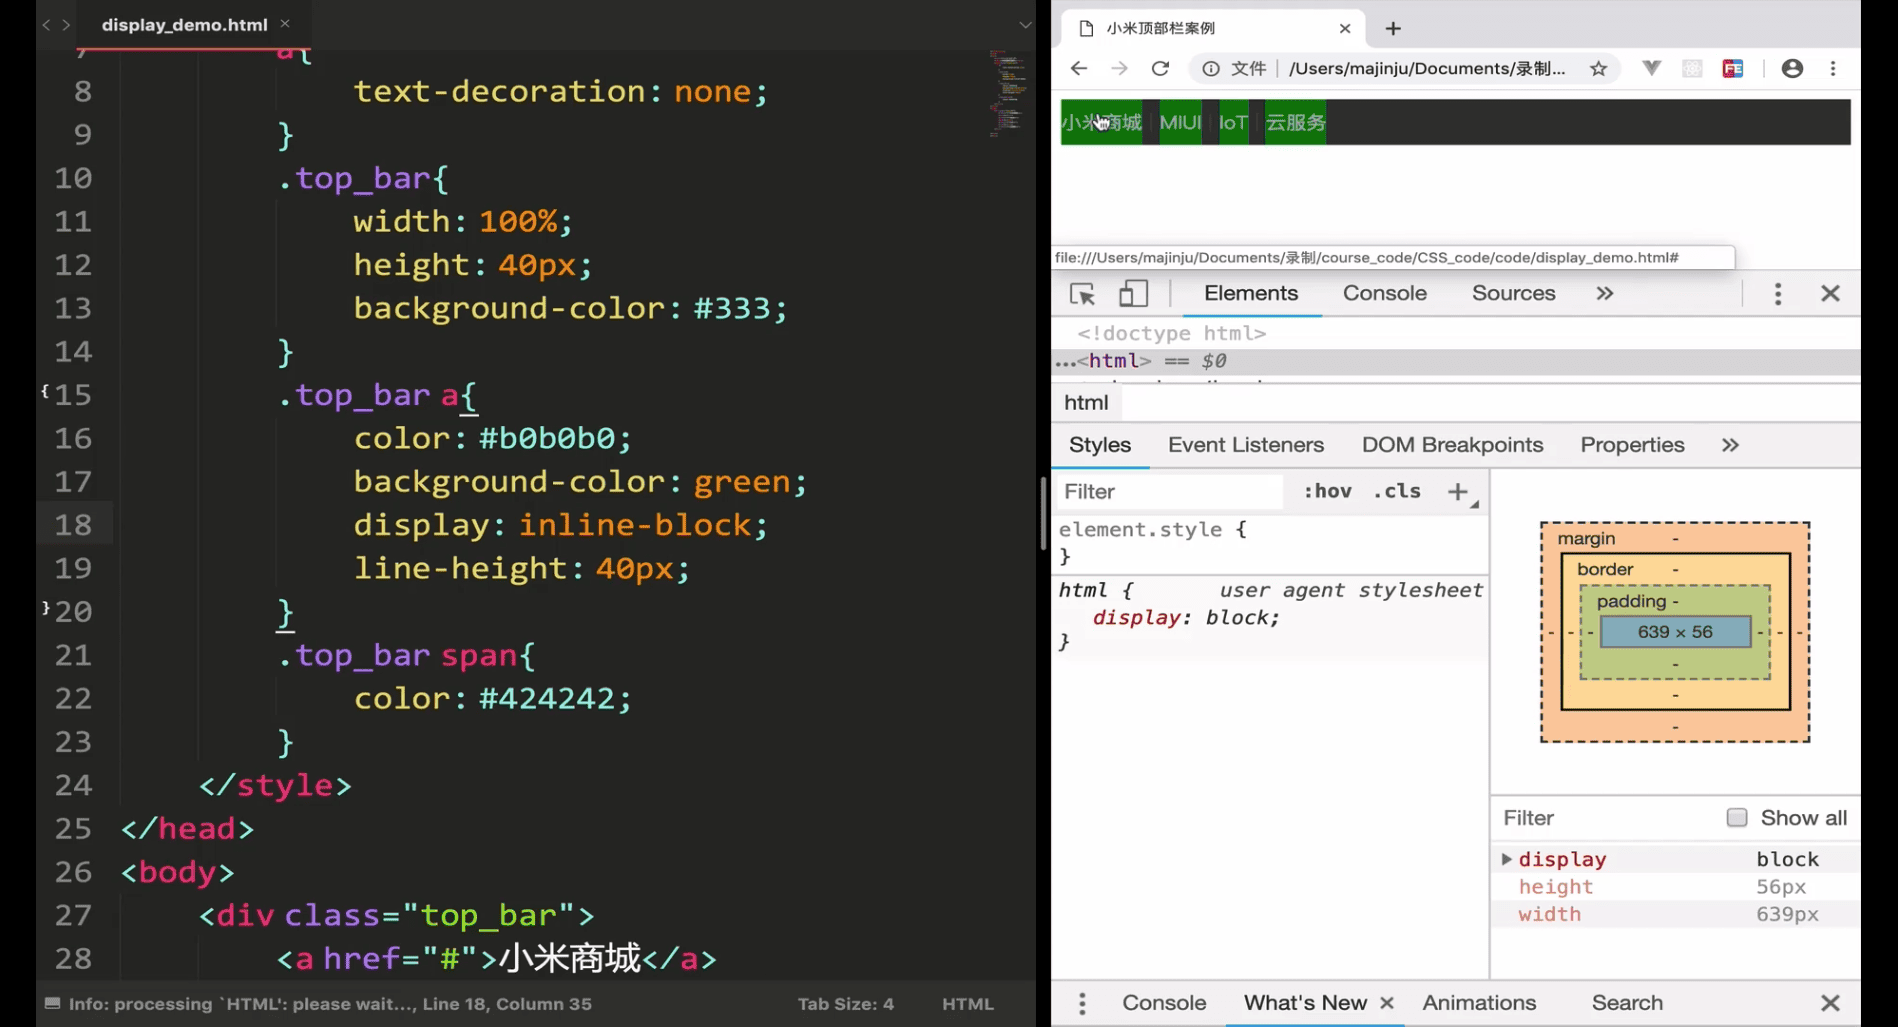 display_demo.html ×
7 a{
8 text-decoration: none;
9 }
10 .top_bar{
11 width: 100%;
12 height: 40px;
13 background-color: #333;
14 }
15 .top_bar a{
16 color: #b0b0b0;
17 background-color: green;
18 display: inline-block;
19 line-height: 40px;
20 }
21 .top_bar span{
22 color: #424242;
23 }
24 </style>
25 </head>
26 <body>
27 <div class="top_bar">
28 <a href="#">小米商城</a>
Info: processing `HTML': please wait..., Line 18, Column 35 Tab Size: 4 HTML
小米顶部栏案例
文件 /Users/majinju/Documents/录制...
小米商城 | MIUI | IoT | 云服务
file:///Users/majinju/Documents/录制/course_code/CSS_code/code/display_demo.html#
Elements Console Sources »
<!doctype html>
...<html> == $0
html
Styles Event Listeners DOM Breakpoints Properties »
Filter :hov .cls +
element.style {
}
html { user agent stylesheet
display: block;
}
margin -
border -
padding -
- - - 639 × 56 - - -
-
-
-
Filter Show all
display block
height 56px
width 639px
Console What's New × Animations Search